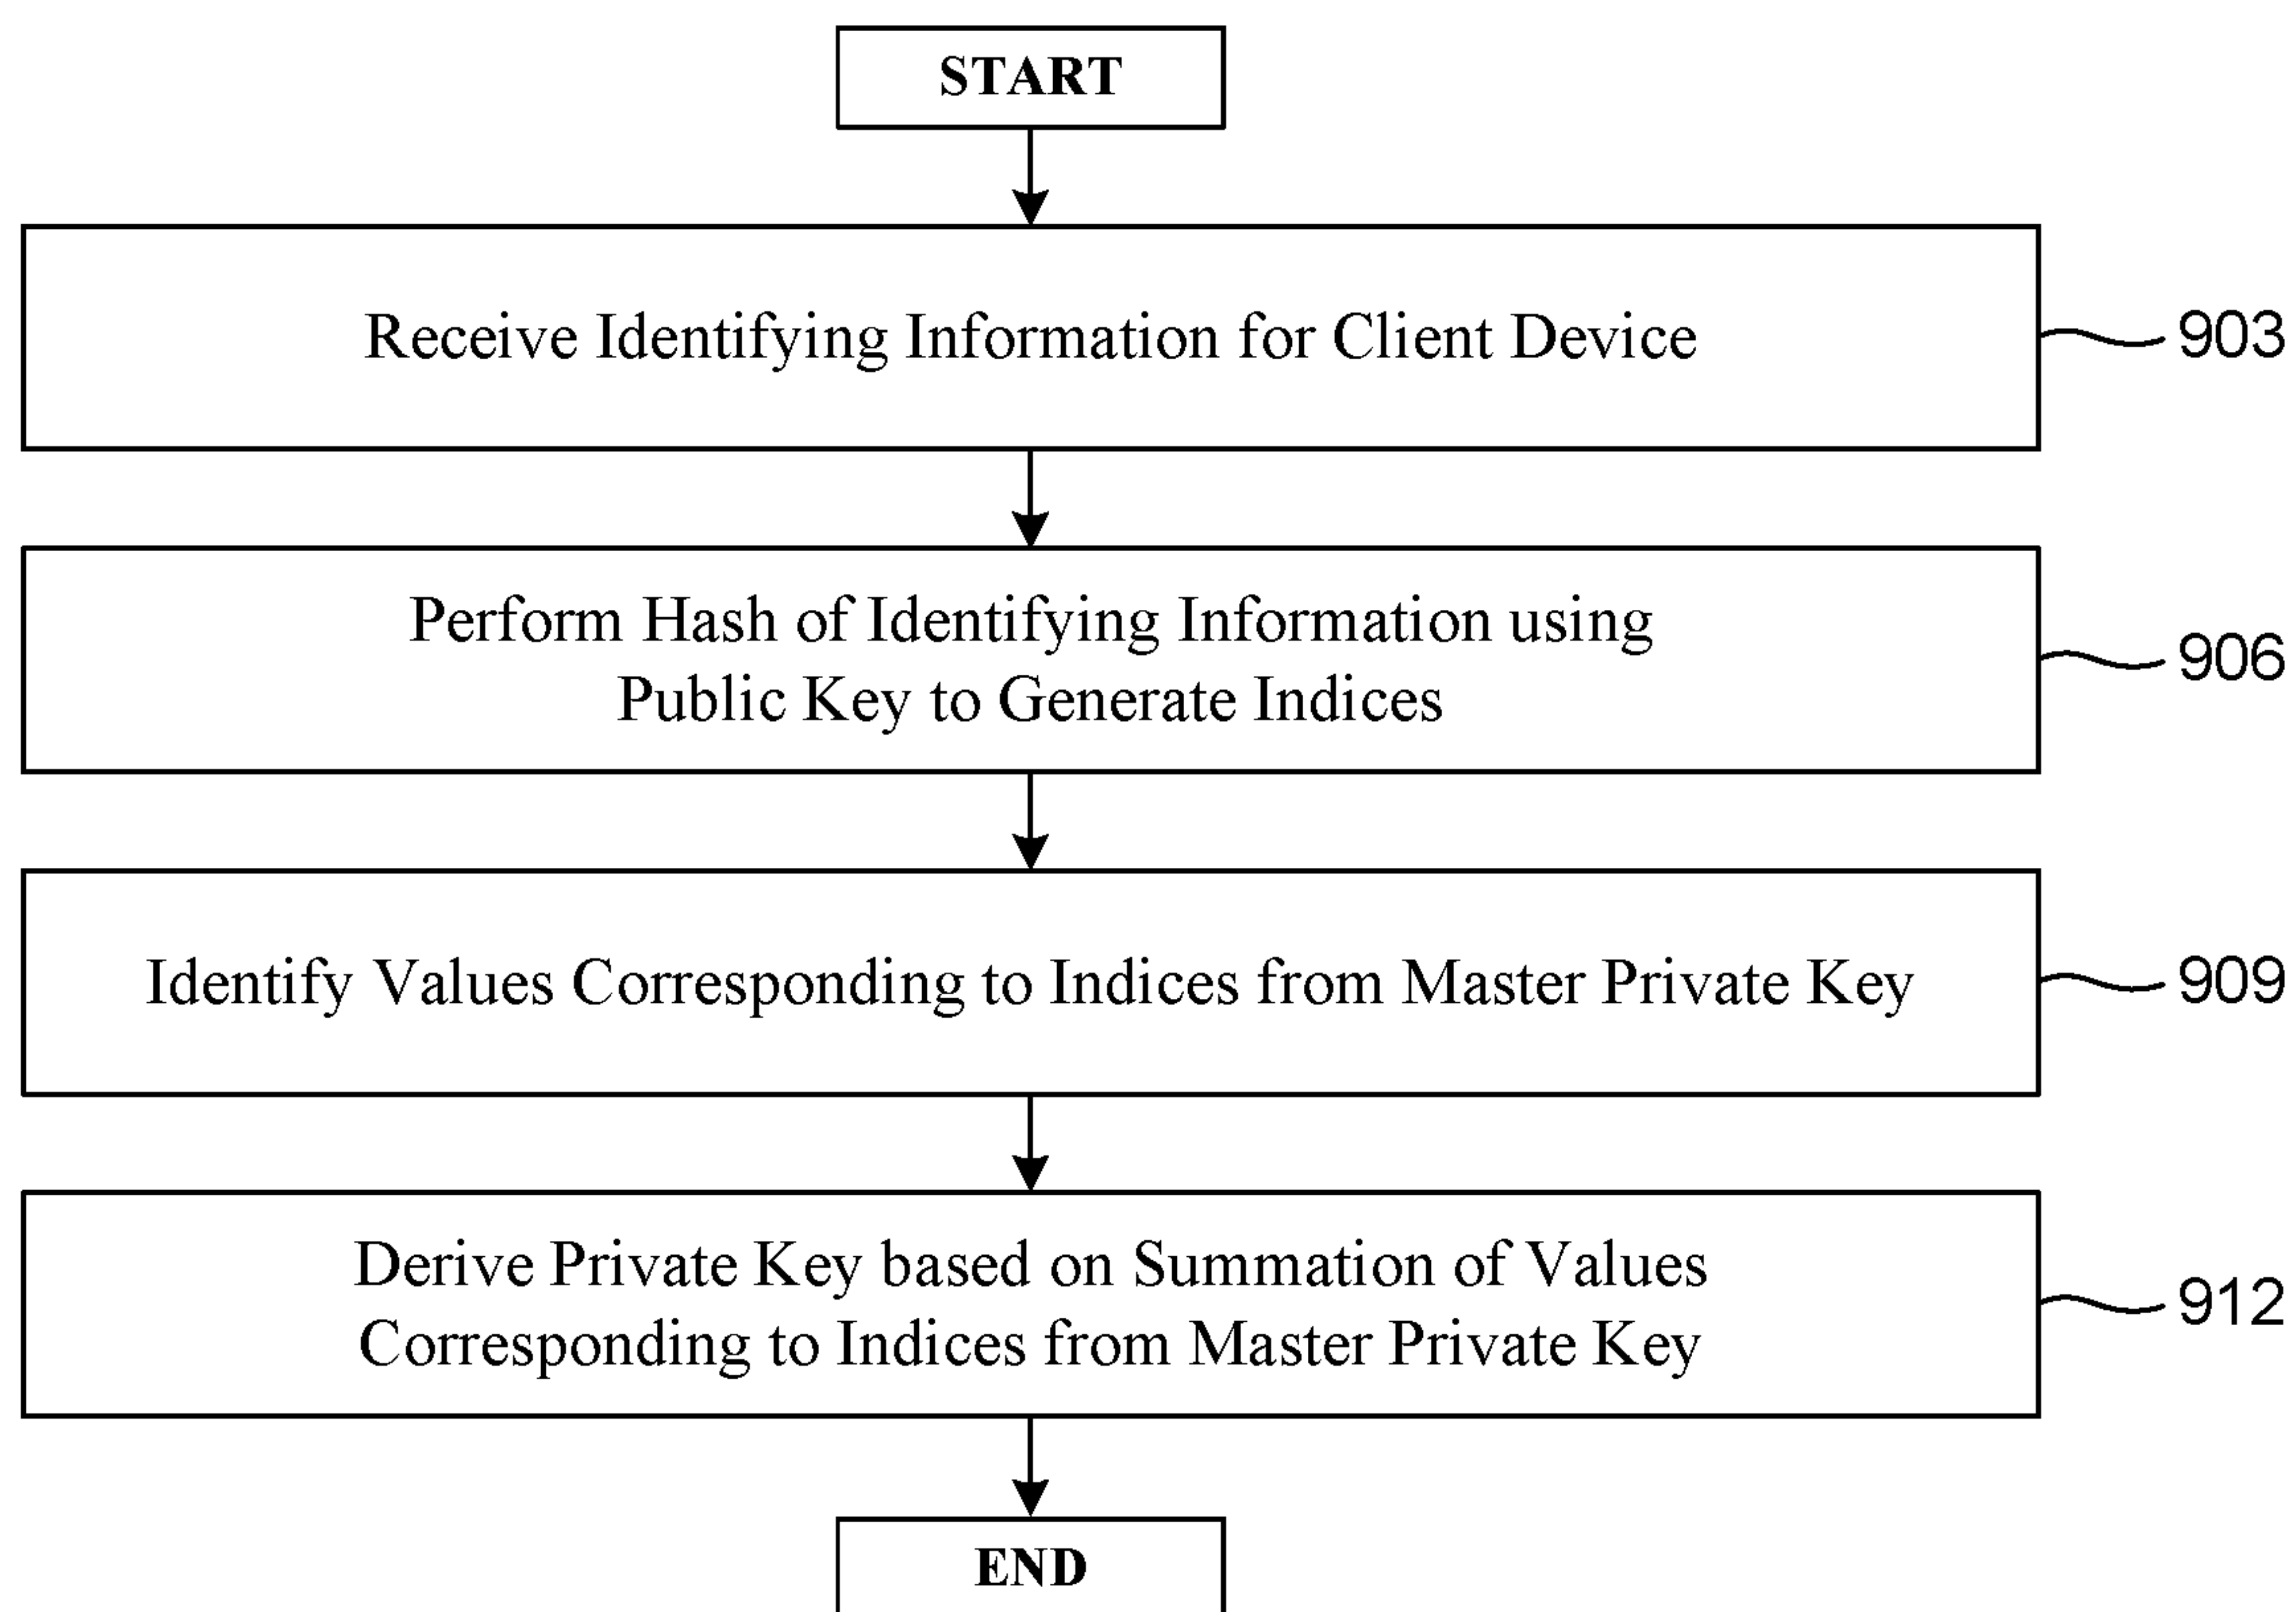 START
Receive Identifying Information for Client Device
903
Perform Hash of Identifying Information using
Public Key to Generate Indices
906
Identify Values Corresponding to Indices from Master Private Key
909
Derive Private Key based on Summation of Values
Corresponding to Indices from Master Private Key
912
END